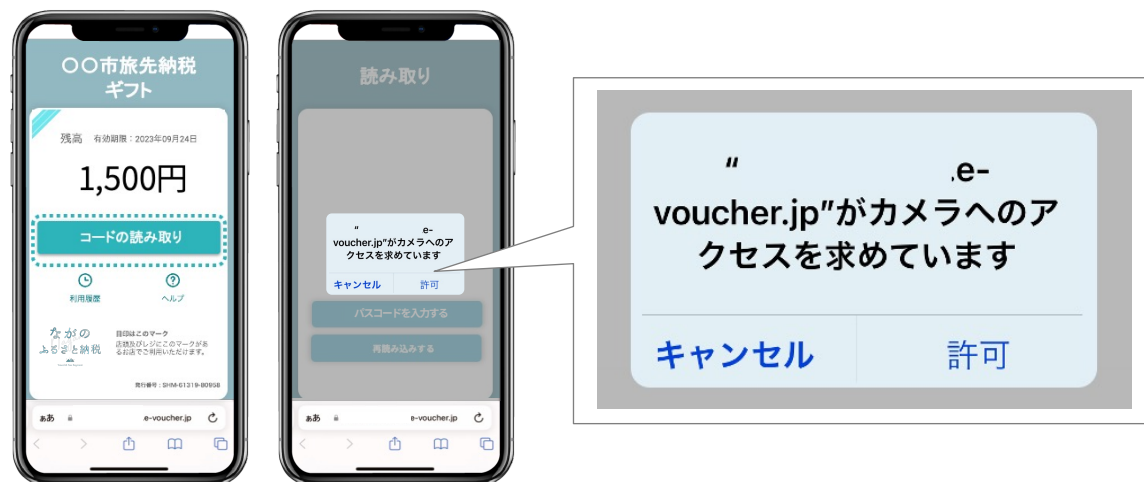 〇〇市旅先納税
ギフト
残高 有効期限：2023年09月24日
1,500円
コードの読み取り
利用履歴 ヘルプ
ながの
ふるさと納税
目印はこのマーク
店頭及びレジにこのマークがあ
るお店でご利用いただけます。
発行番号：SHM-61319-80958
ぁあ .e-voucher.jp
読み取り
" e-
voucher.jp"がカメラへのア
クセスを求めています
キャンセル 許可
パスコードを入力する
再読み込みする
ぁあ e-voucher.jp
" .e-
voucher.jp"がカメラへのア
クセスを求めています
キャンセル 許可